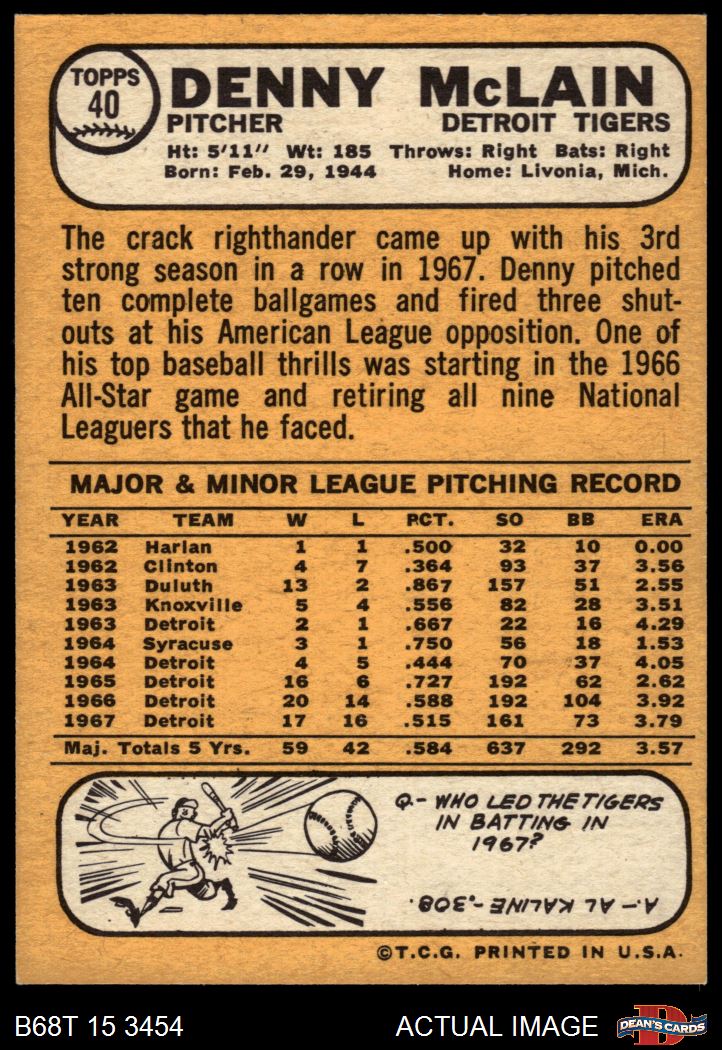 TOPPS
40
DENNY McLAIN
PITCHER DETROIT TIGERS
Ht: 5'11" Wt: 185 Throws: Right Bats: Right
Born: Feb. 29, 1944 Home: Livonia, Mich.
The crack righthander came up with his 3rd
strong season in a row in 1967. Denny pitched
ten complete ballgames and fired three shut-
outs at his American League opposition. One of
his top baseball thrills was starting in the 1966
All-Star game and retiring all nine National
Leaguers that he faced.
MAJOR & MINOR LEAGUE PITCHING RECORD
YEAR TEAM W L PCT. SO BB ERA
1962 Harlan 1 1 .500 32 10 0.00
1962 Clinton 4 7 .364 93 37 3.56
1963 Duluth 13 2 .867 157 51 2.55
1963 Knoxville 5 4 .556 82 28 3.51
1963 Detroit 2 1 .667 22 16 4.29
1964 Syracuse 3 1 .750 56 18 1.53
1964 Detroit 4 5 .444 70 37 4.05
1965 Detroit 16 6 .727 192 62 2.62
1966 Detroit 20 14 .588 192 104 3.92
1967 Detroit 17 16 .515 161 73 3.79
Maj. Totals 5 Yrs. 59 42 .584 637 292 3.57
Q.- WHO LED THE TIGERS
IN BATTING IN
1967?
A.- AL KALINE-.308.
©T.C.G. PRINTED IN U.S.A.
B68T 15 3454 ACTUAL IMAGE DEAN'S CARDS